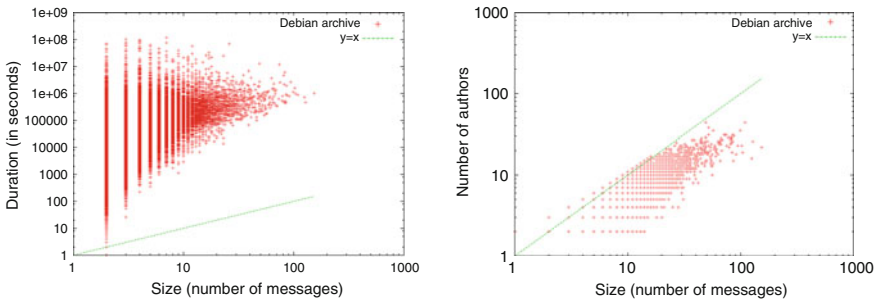 1e+09
1e+08
1e+07
1e+06
100000
10000
1000
100
10
1
Duration (in seconds)
Debian archive
y=x
1 10 100 1000
Size (number of messages)
1000
100
10
1
Number of authors
Debian archive
y=x
1 10 100 1000
Size (number of messages)